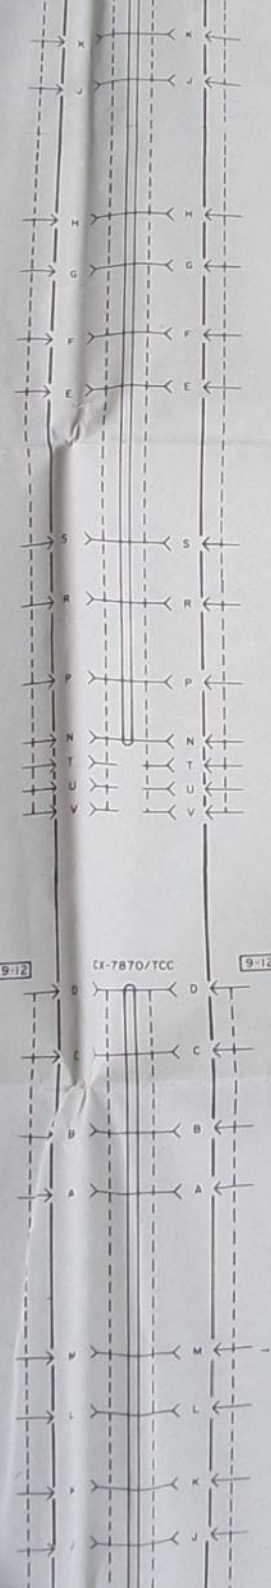 K K
J J
H H
G G
F F
E E
S S
R R
P P
N N
T T
U U
V V
9-12 CX-7870/TCC 9-12
D D
C C
B B
A A
M M
L L
K K
J J